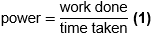 power = work done / time taken (1)